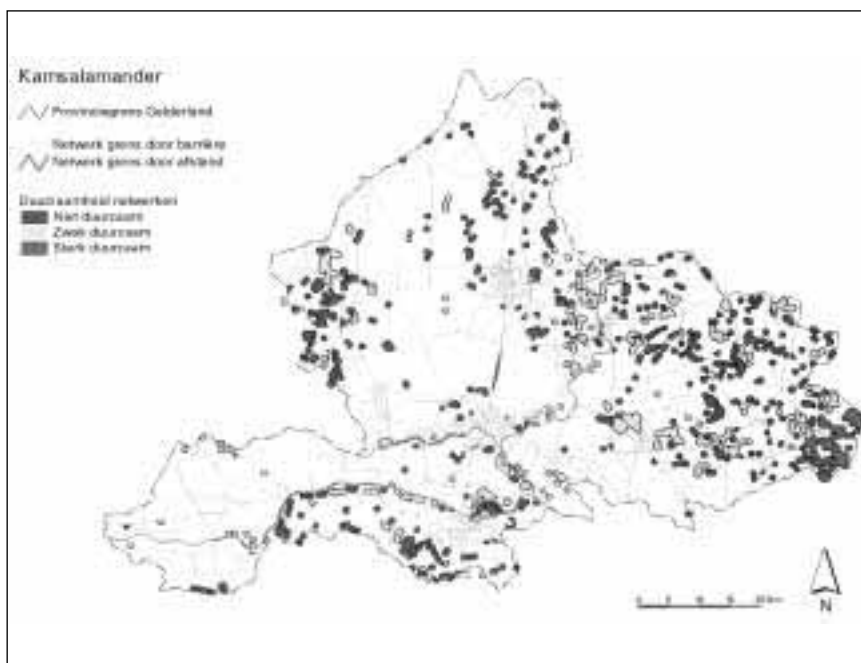 Kamsalamander
Provinciegrens Gelderland
Netwerk grens door barrière
Netwerk grens door afstand
Duurzaamheid netwerken
Niet duurzaam
Zwak duurzaam
Sterk duurzaam
N